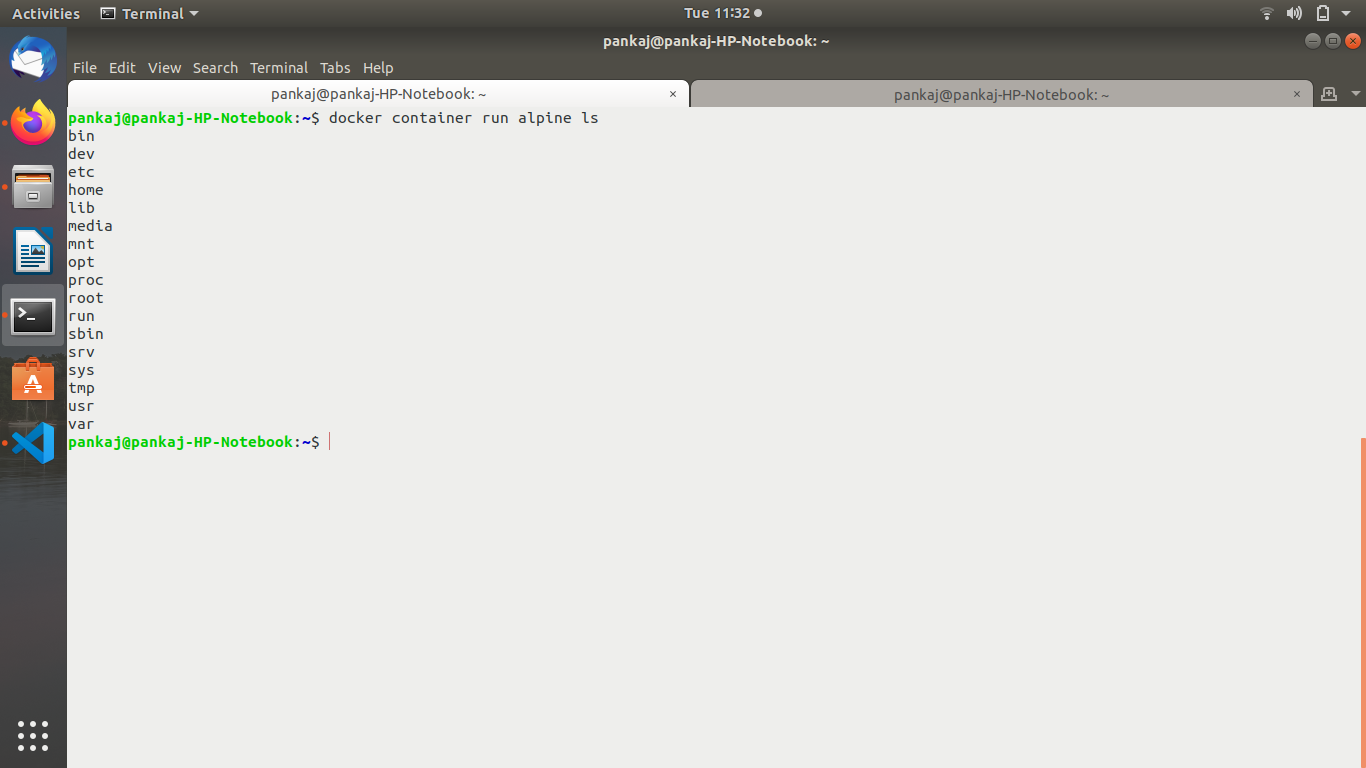 Activities Terminal Tue 11:32
pankaj@pankaj-HP-Notebook: ~
File Edit View Search Terminal Tabs Help
pankaj@pankaj-HP-Notebook: ~ × pankaj@pankaj-HP-Notebook: ~ ×
pankaj@pankaj-HP-Notebook:~$ docker container run alpine ls
bin
dev
etc
home
lib
media
mnt
opt
proc
root
run
sbin
srv
sys
tmp
usr
var
pankaj@pankaj-HP-Notebook:~$